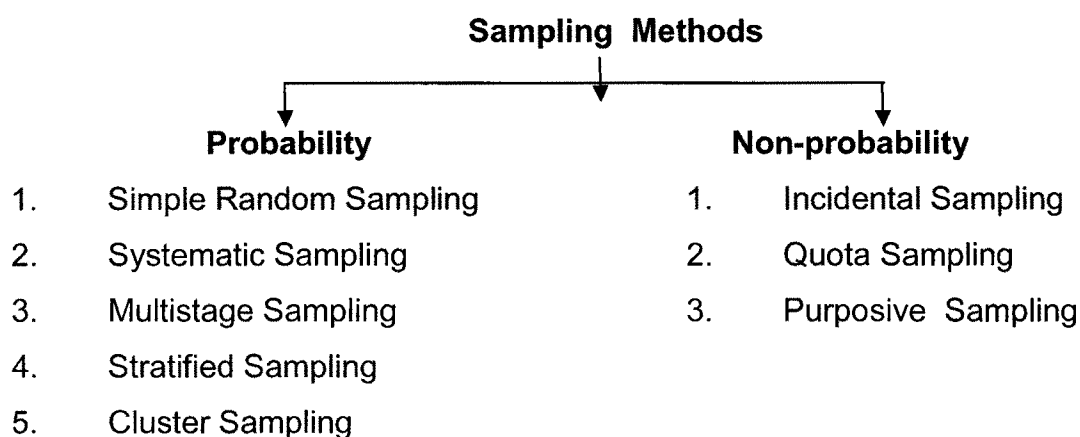 Sampling Methods
Probability
1. Simple Random Sampling
2. Systematic Sampling
3. Multistage Sampling
4. Stratified Sampling
5. Cluster Sampling
Non-probability
1. Incidental Sampling
2. Quota Sampling
3. Purposive Sampling